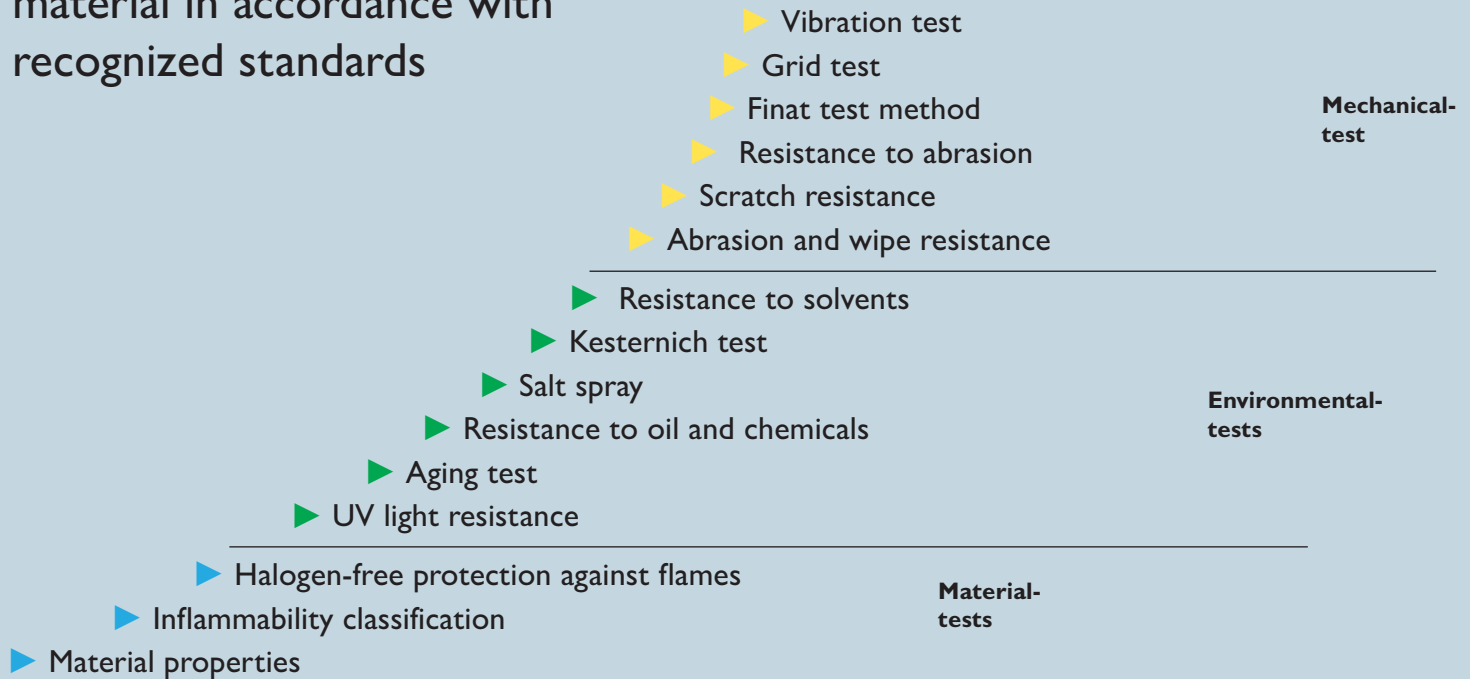 material in accordance with
recognized standards
Vibration test
Grid test
Finat test method
Resistance to abrasion
Scratch resistance
Abrasion and wipe resistance
Mechanical-
test
Resistance to solvents
Kesternich test
Salt spray
Resistance to oil and chemicals
Aging test
UV light resistance
Environmental-
tests
Halogen-free protection against flames
Inflammability classification
Material properties
Material-
tests